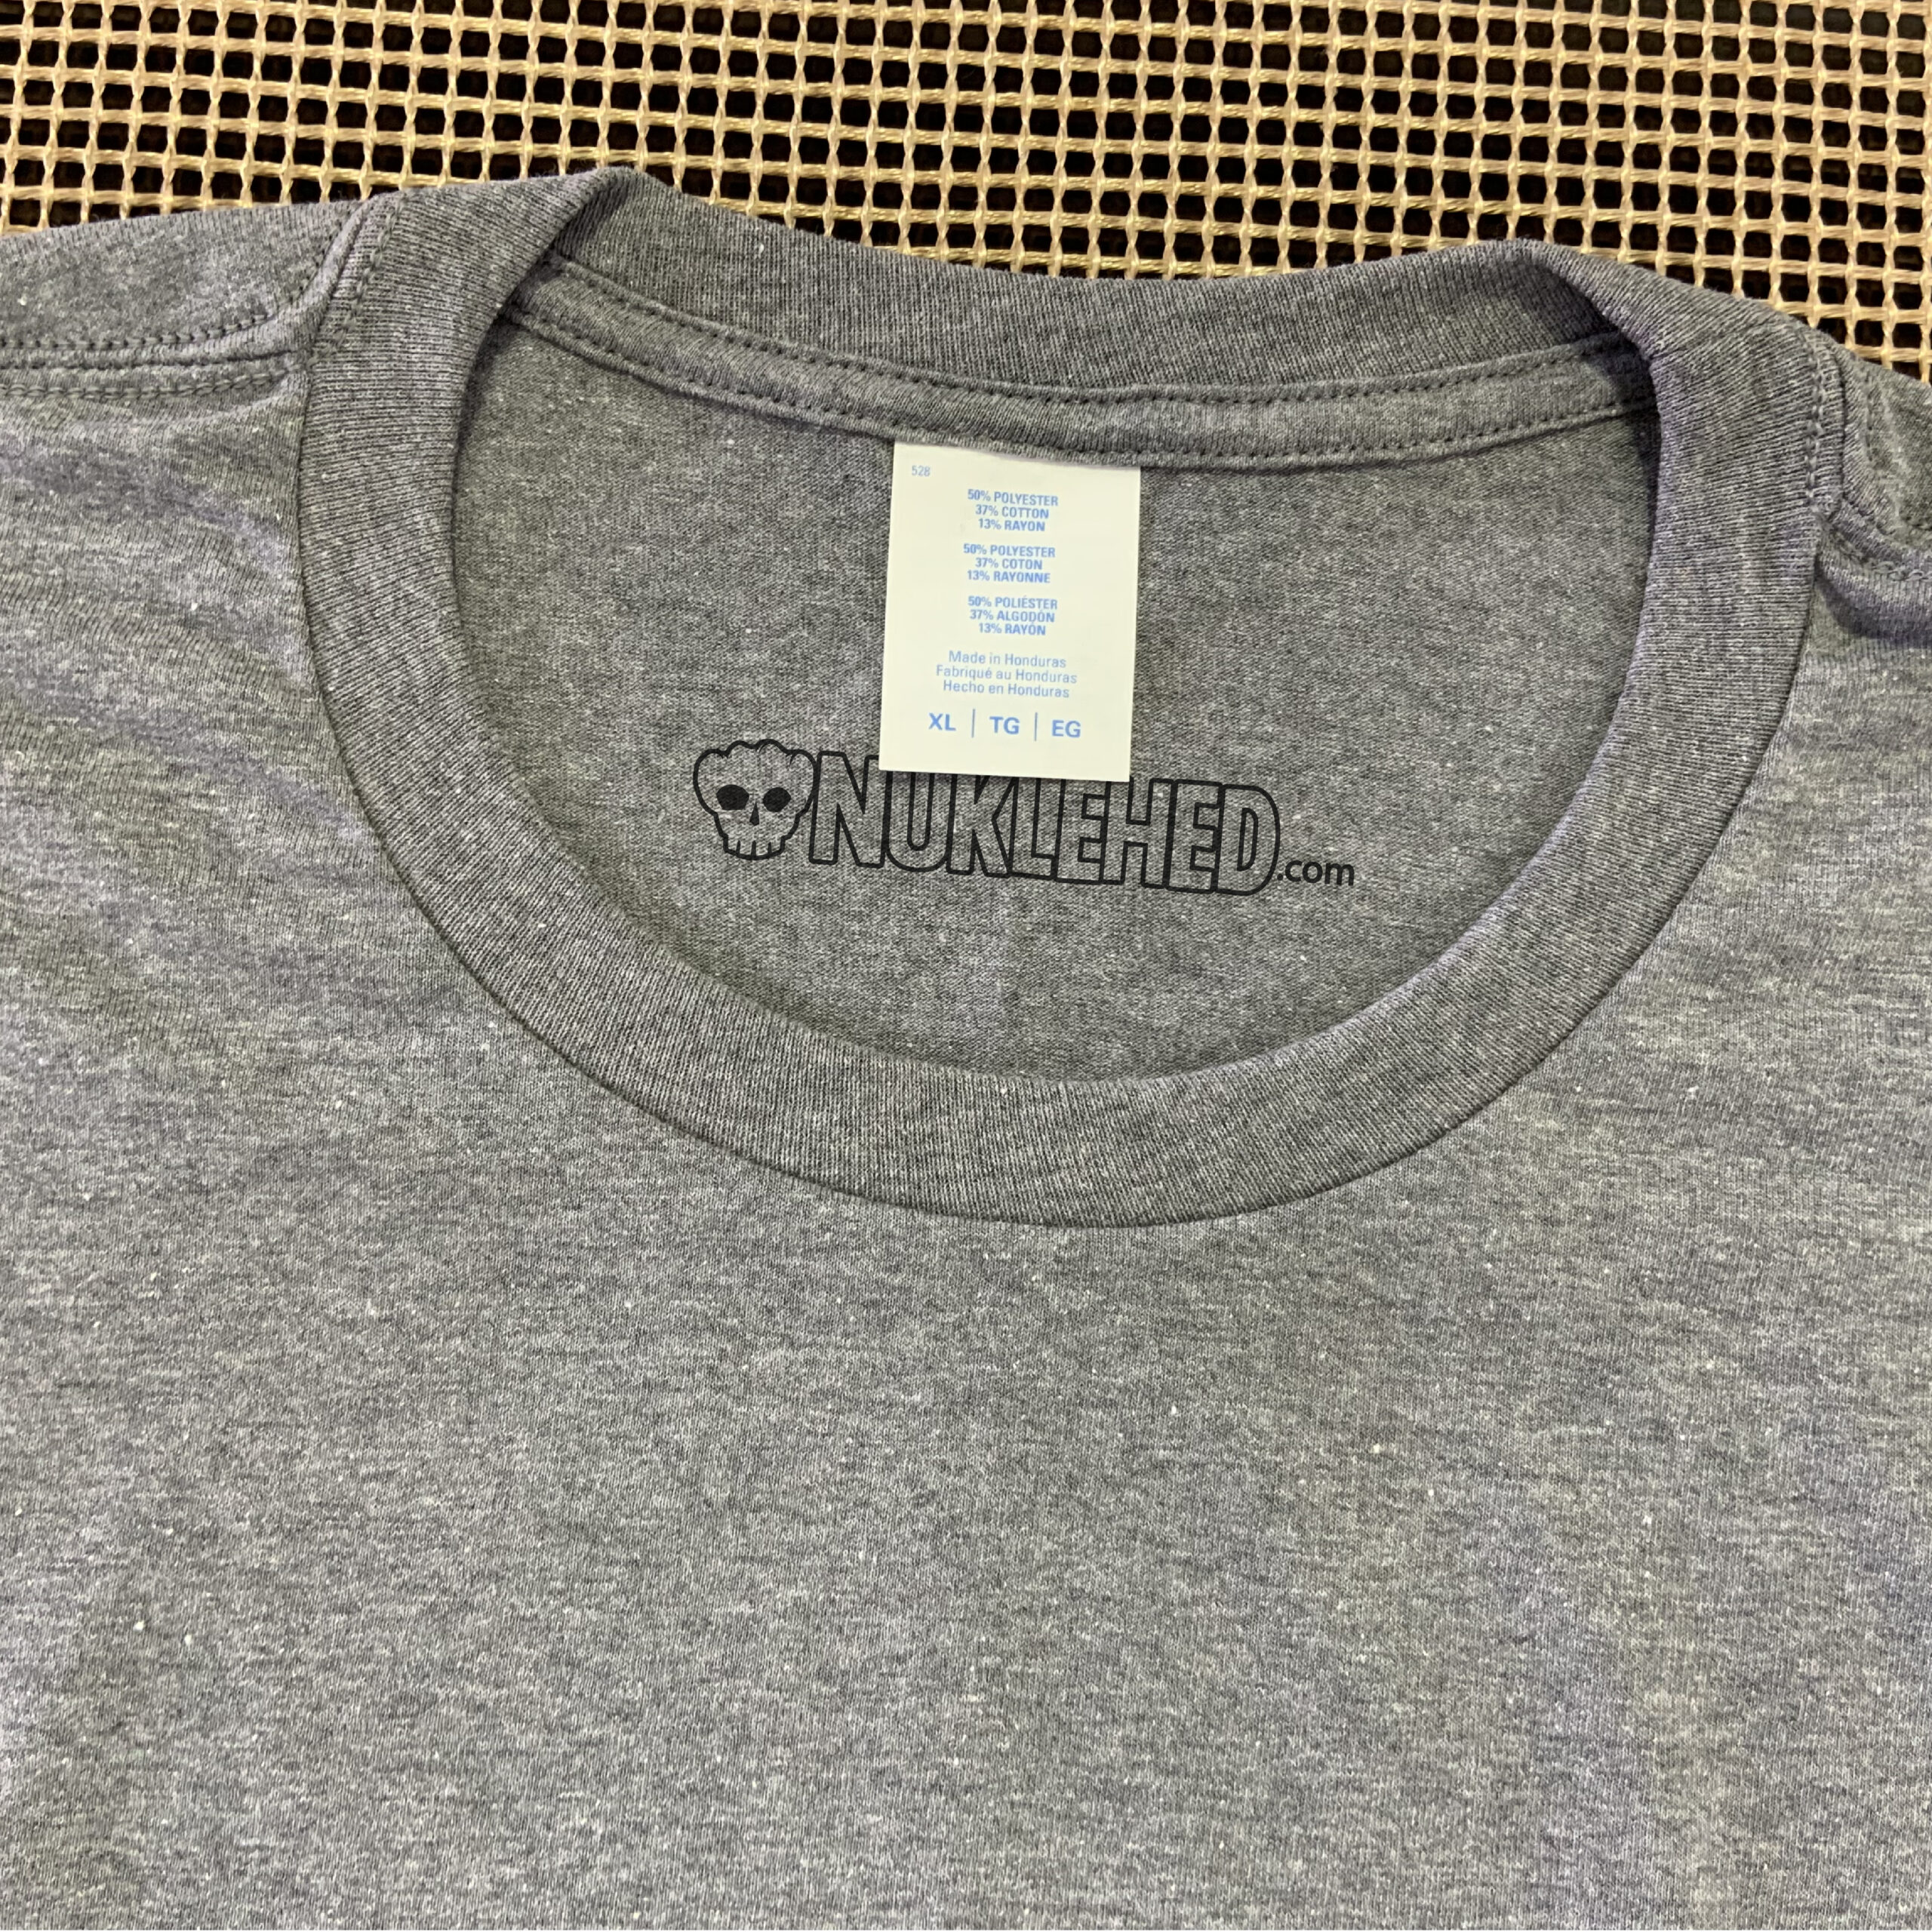 528
50% POLYESTER
37% COTTON
13% RAYON
50% POLYESTER
37% COTON
13% RAYONNE
50% POLIÉSTER
37% ALGODÓN
13% RAYÓN
Made in Honduras
Fabriqué au Honduras
Hecho en Honduras
XL | TG | EG
NUKLEHED.com